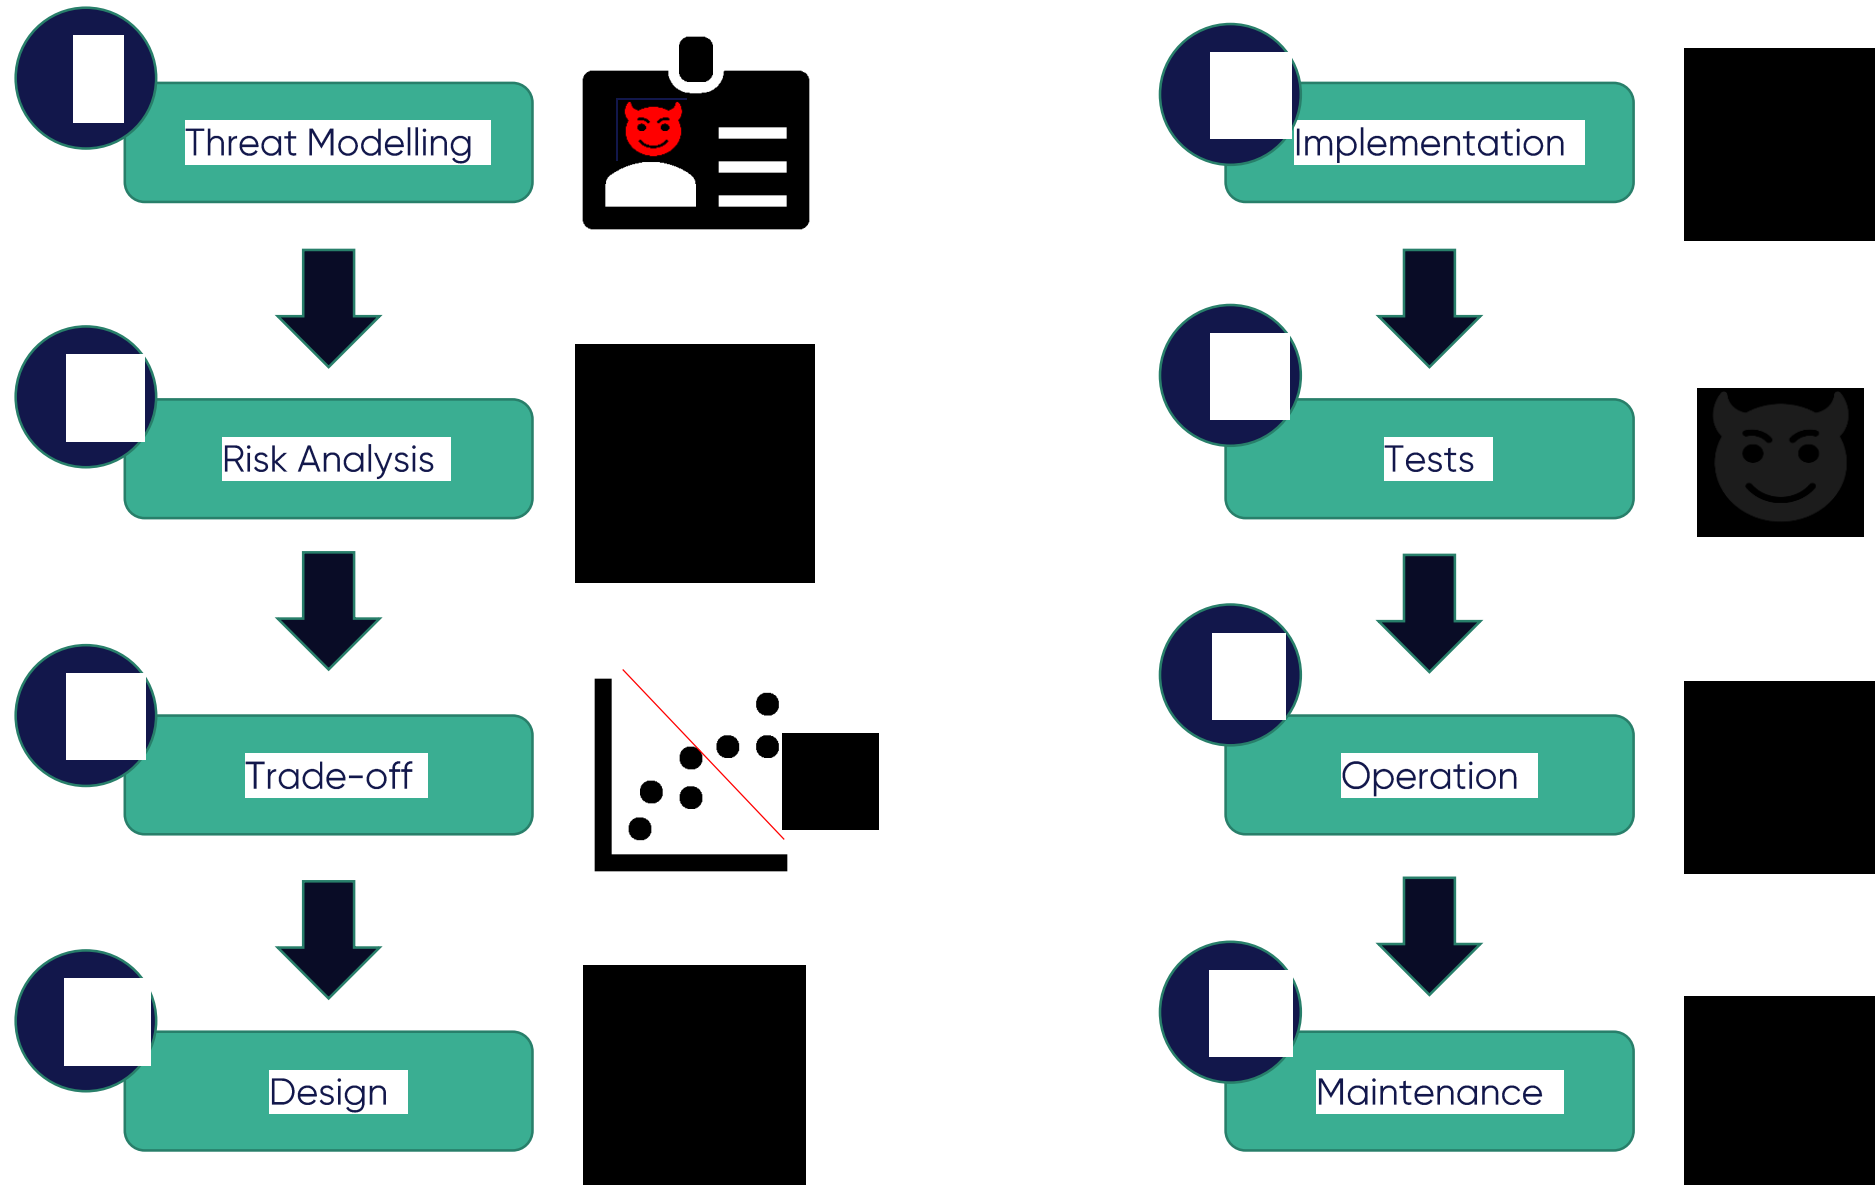 Threat Modelling
Risk Analysis
Trade-off
Design
Implementation
Tests
Operation
Maintenance